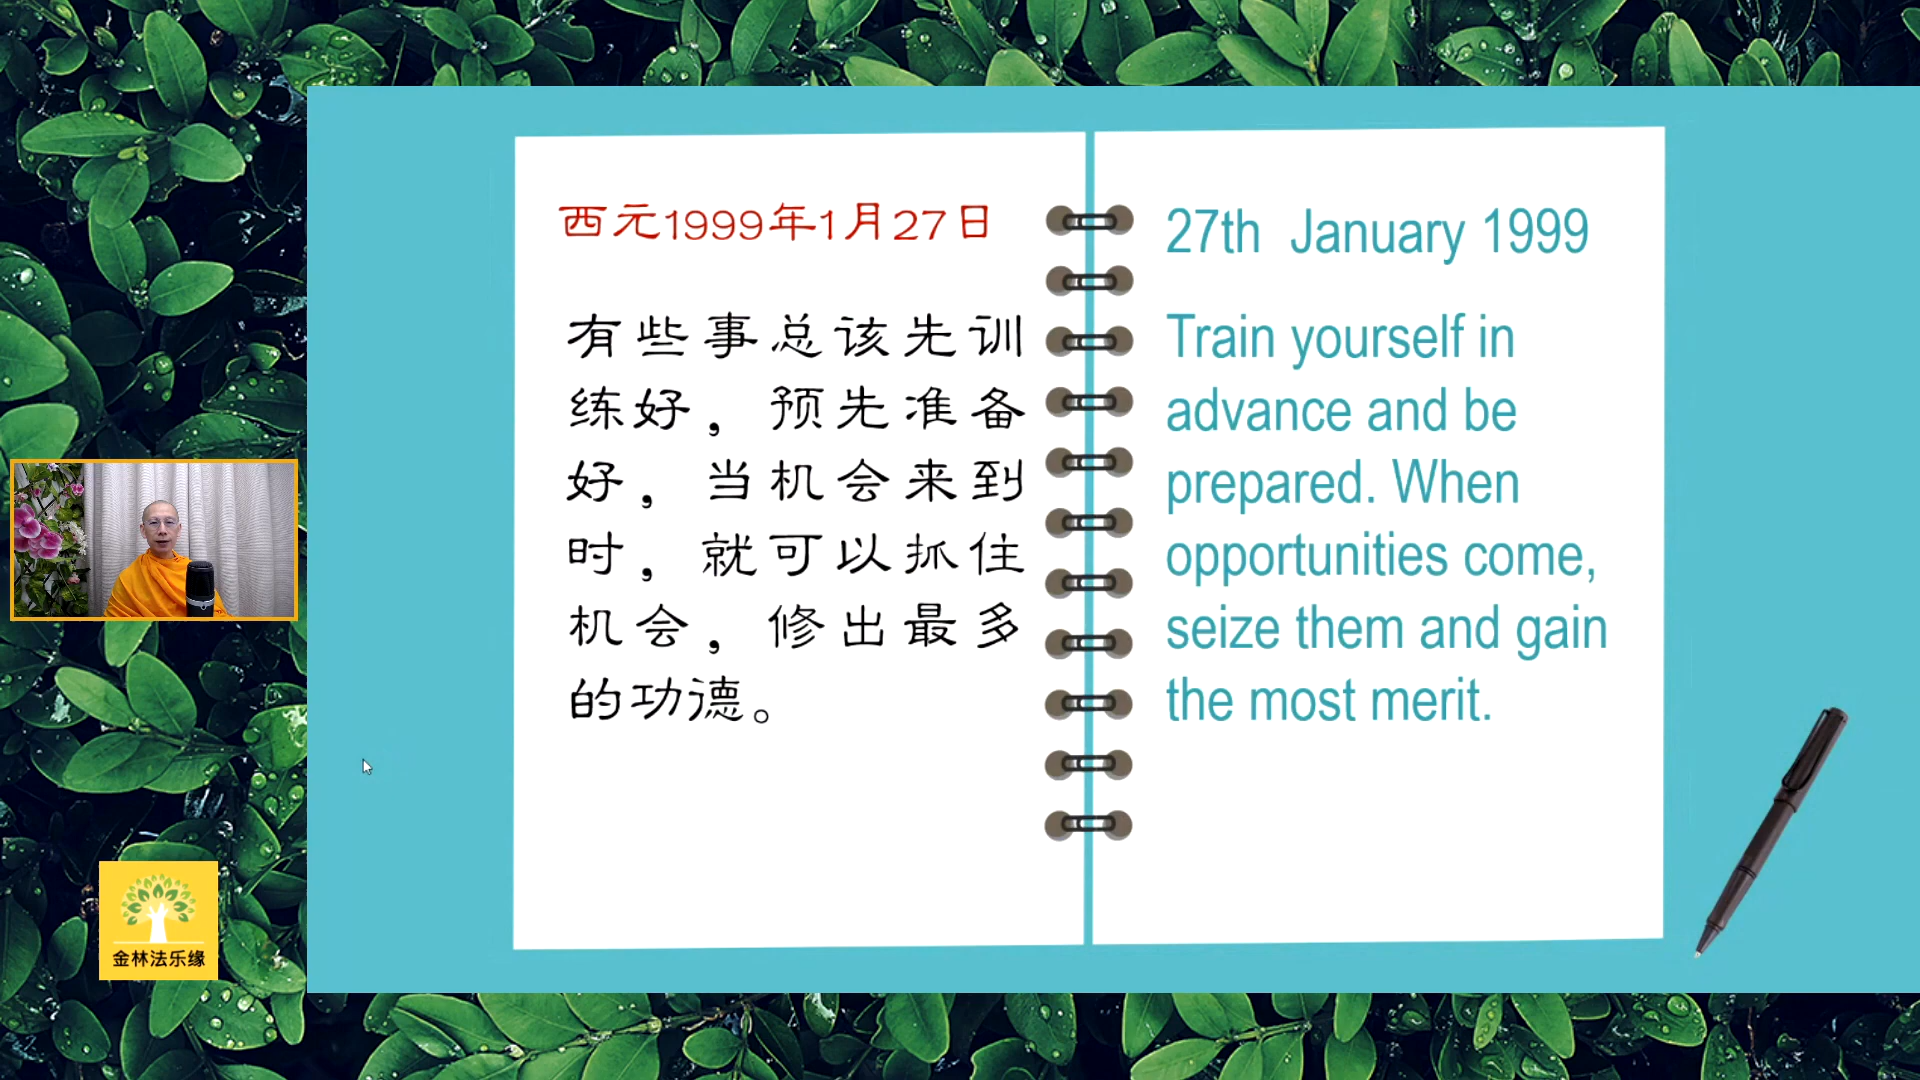 西元1999年1月27日
有些事总该先训
练好，预先准备
好，当机会来到
时，就可以抓住
机会，修出最多
的功德。
27th January 1999
Train yourself in
advance and be
prepared. When
opportunities come,
seize them and gain
the most merit.
金林法乐缘